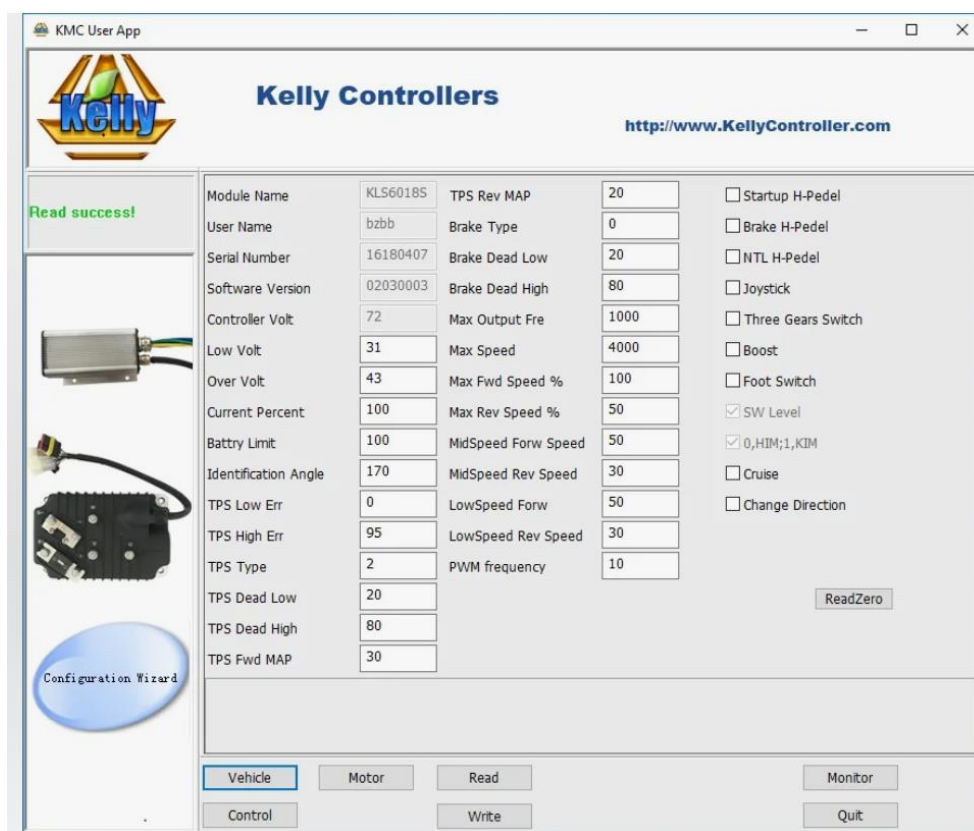 KMC User App
Kelly
Kelly Controllers
http://www.KellyController.com
Read success!
Configuration Wizard
Module Name KLS6018S
User Name bzbb
Serial Number 16180407
Software Version 02030003
Controller Volt 72
Low Volt 31
Over Volt 43
Current Percent 100
Battry Limit 100
Identification Angle 170
TPS Low Err 0
TPS High Err 95
TPS Type 2
TPS Dead Low 20
TPS Dead High 80
TPS Fwd MAP 30
TPS Rev MAP 20
Brake Type 0
Brake Dead Low 20
Brake Dead High 80
Max Output Fre 1000
Max Speed 4000
Max Fwd Speed % 100
Max Rev Speed % 50
MidSpeed Forw Speed 50
MidSpeed Rev Speed 30
LowSpeed Forw 50
LowSpeed Rev Speed 30
PWM frequency 10
Startup H-Pedel
Brake H-Pedel
NTL H-Pedel
Joystick
Three Gears Switch
Boost
Foot Switch
SW Level
0,HIM;1,KIM
Cruise
Change Direction
ReadZero
Vehicle Motor Read Monitor
Control Write Quit